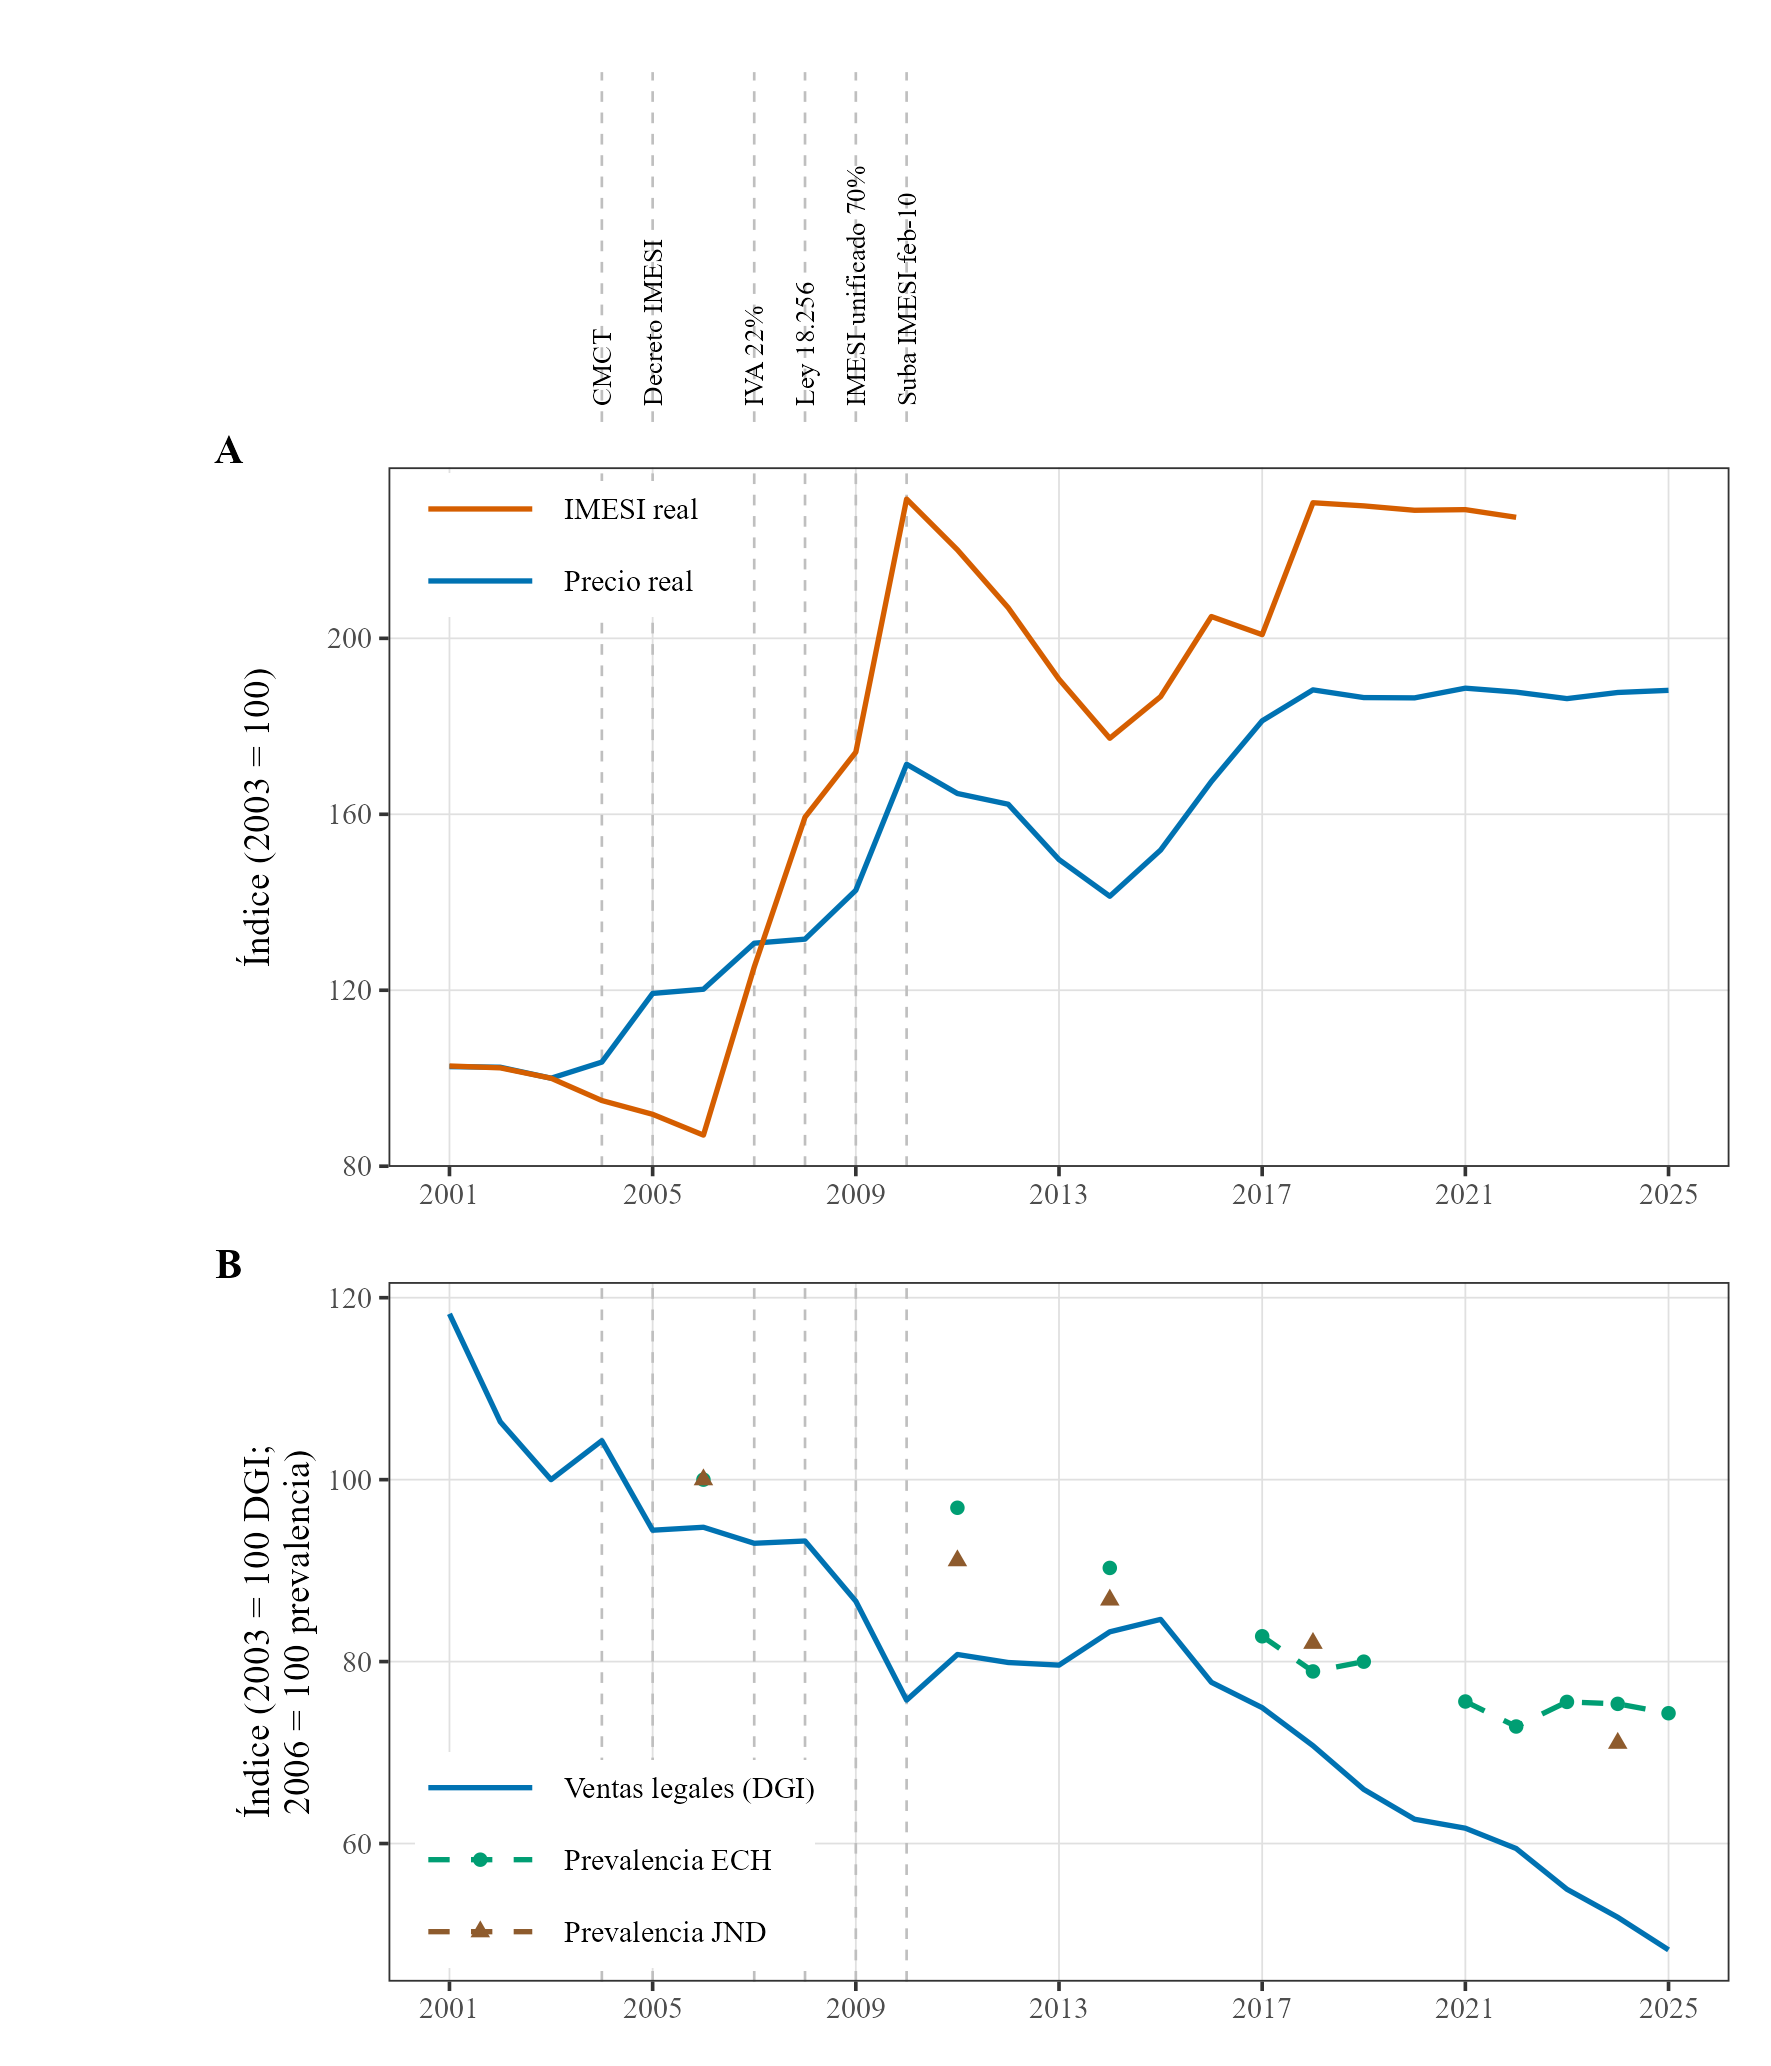 CMCT
Decreto IMESI
IVA 22%
Ley 18.256
IMESI unificado 70%
Suba IMESI feb-10
A
IMESI real
Precio real
Índice (2003 = 100)
200
160
120
80
2001 2005 2009 2013 2017 2021 2025
B
Índice (2003 = 100 DGI;
2006 = 100 prevalencia)
120
100
80
60
Ventas legales (DGI)
Prevalencia ECH
Prevalencia JND
2001 2005 2009 2013 2017 2021 2025